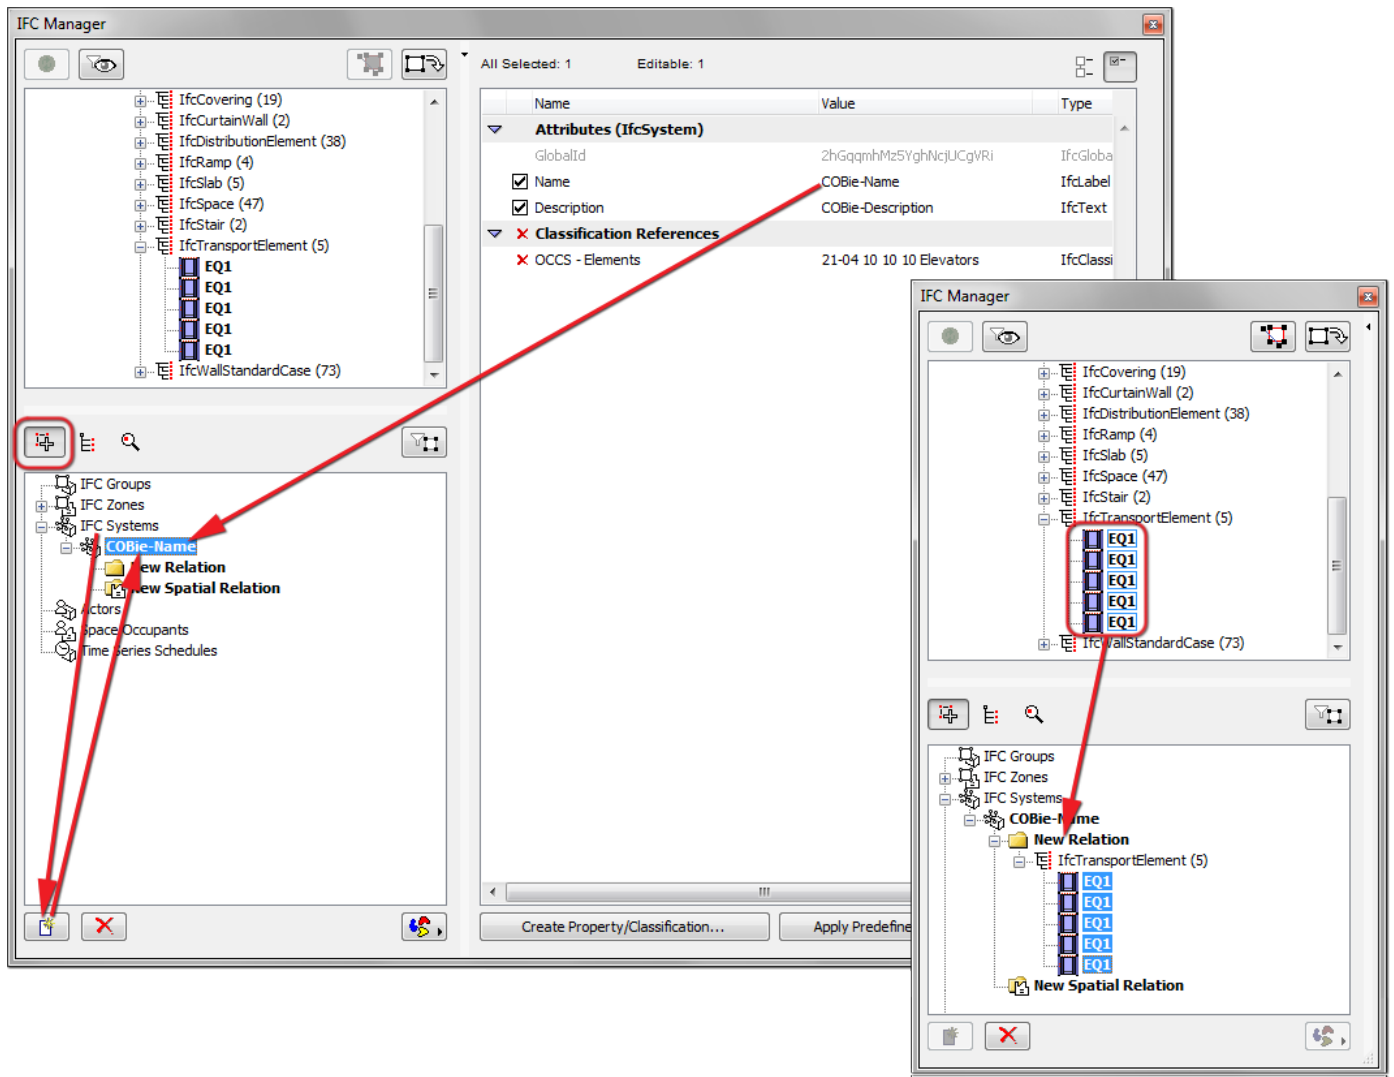 IFC Manager
All Selected: 1 Editable: 1
IfcCovering (19)
IfcCurtainWall (2)
IfcDistributionElement (38)
IfcRamp (4)
IfcSlab (5)
IfcSpace (47)
IfcStair (2)
IfcTransportElement (5)
EQ1
EQ1
EQ1
EQ1
EQ1
IfcWallStandardCase (73)
Name Value Type
Attributes (IfcSystem)
GlobalId 2hGqqmhMz5YghNcjUCgVRi IfcGloba
Name COBie-Name IfcLabel
Description COBie-Description IfcText
Classification References
OCCS - Elements 21-04 10 10 10 Elevators IfcClassi
IFC Groups
IFC Zones
IFC Systems
COBie-Name
New Relation
New Spatial Relation
Actors
Space Occupants
Time Series Schedules
Create Property/Classification... Apply Predefine
IFC Manager
IfcCovering (19)
IfcCurtainWall (2)
IfcDistributionElement (38)
IfcRamp (4)
IfcSlab (5)
IfcSpace (47)
IfcStair (2)
IfcTransportElement (5)
EQ1
EQ1
EQ1
EQ1
EQ1
IfcWallStandardCase (73)
IFC Groups
IFC Zones
IFC Systems
COBie-Name
New Relation
IfcTransportElement (5)
EQ1
EQ1
EQ1
EQ1
EQ1
New Spatial Relation